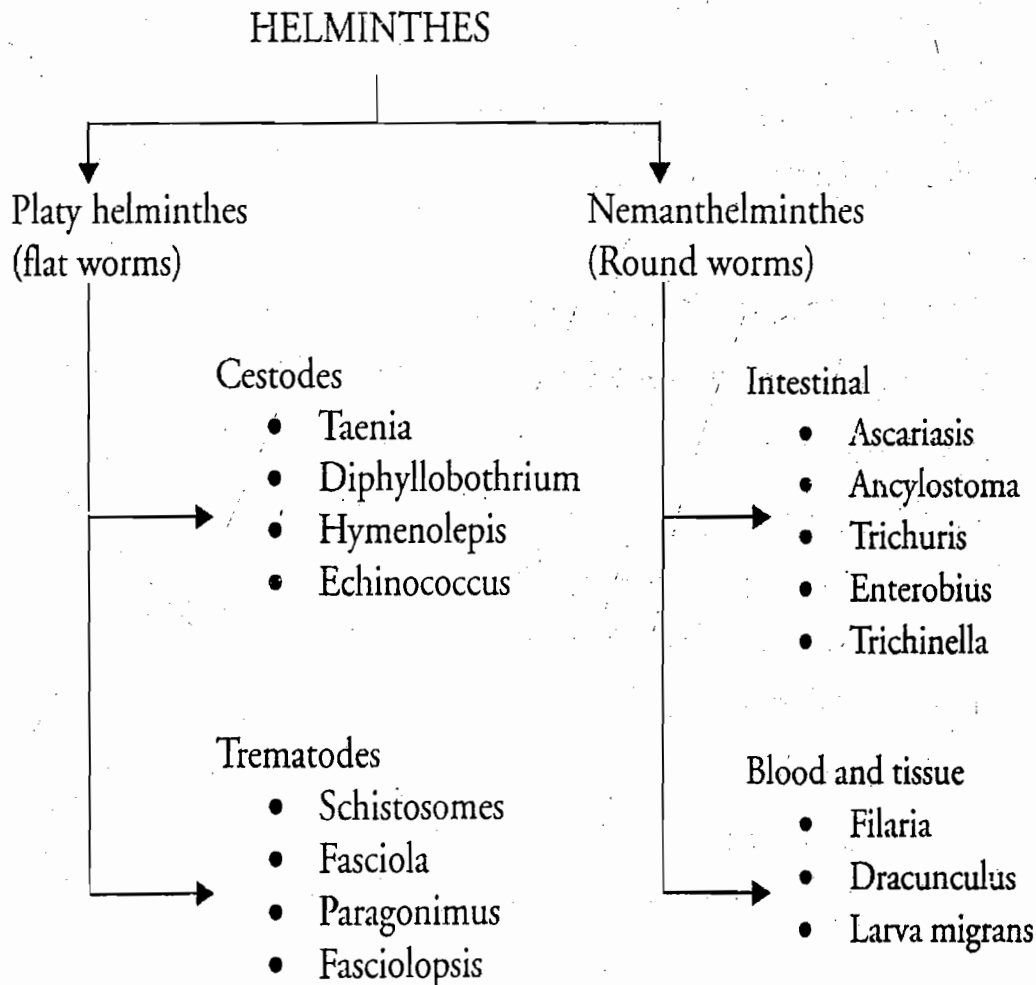 HELMINTHES
Platy helminthes
(flat worms)
Nemanthelminthes
(Round worms)
Cestodes
• Taenia
• Diphyllobothrium
• Hymenolepis
• Echinococcus
Trematodes
• Schistosomes
• Fasciola
• Paragonimus
• Fasciolopsis
Intestinal
• Ascariasis
• Ancylostoma
• Trichuris
• Enterobius
• Trichinella
Blood and tissue
• Filaria
• Dracunculus
• Larva migrans